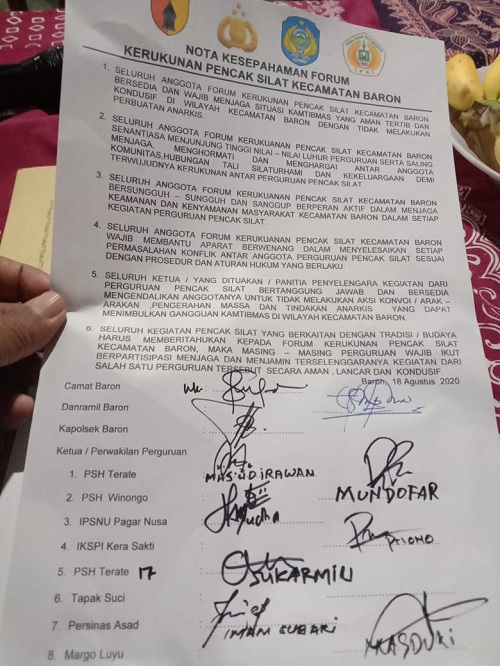 NOTA KESEPAHAMAN FORUM
KERUKUNAN PENCAK SILAT KECAMATAN BARON
1. SELURUH ANGGOTA FORUM KERUKUNAN PENCAK SILAT KECAMATAN BARON
BERSEDIA DAN WAJIB MENJAGA SITUASI KAMTIBMAS YANG AMAN TERTIB DAN
KONDUSIF DI WILAYAH KECAMATAN BARON DENGAN TIDAK MELAKUKAN
PERBUATAN ANARKIS.
2. SELURUH ANGGOTA FORUM KERUKUANAN PENCAK SILAT KECAMATAN BARON
SENANTIASA MENJUNJUNG TINGGI NILAI – NILAI LUHUR PERGURUAN SERTA SALING
MENJAGA, MENGHORMATI DAN MENGHARGAI ANTAR ANGGOTA
KOMUNITAS,HUBUNGAN TALI SILATURHAMI DAN KEKELUARGAAN DEMI
TERWUJUDNYA KERUKUNAN ANTAR PERGURUAN PENCAK SILAT.
3. SELURUH ANGGOTA FORUM KERUKUANAN PENCAK SILAT KECAMATAN BARON
BERSUNGGUH – SUNGGUH DAN SANGGUP BERPERAN AKTIF DALAM MENJAGA
KEAMANAN DAN KENYAMANAN MASYARAKAT KECAMATAN BARON DALAM SETIAP
KEGIATAN PERGURUAN PENCAK SILAT.
4. SELURUH ANGGOTA FORUM KERUKUANAN PENCAK SILAT KECAMATAN BARON
WAJIB MEMBANTU APARAT BERWENANG DALAM MENYELESAIKAN SETIAP
PERMASALAHAN KONFLIK ANTAR ANGGOTA PERGUURUAN PENCAK SILAT SESUAI
DENGAN PROSEDUR DAN ATURAN HUKUM YANG BERLAKU.
5. SELURUH KETUA / YANG DITUAKAN / PANITIA PENYELENGARA KEGIATAN DARI
PERGURUAN PENCAK SILAT BERTANGGUNG JAWAB DAN BERSEDIA
MENGENDALIKAN ANGGOTANYA UNTUK TIDAK MELAKUKAN AKSI KONVOI / ARAK –
ARAKAN ,PENGERAHAN MASSA DAN TINDAKAN ANARKIS YANG DAPAT
MENIMBULKAN GANGGUAN KAMTIBMAS DI WILAYAH KECAMATAN BARON.
6. SELURUH KEGIATAN PENCAK SILAT YANG BERKAITAN DENGAN TRADISI / BUDAYA
HARUS MEMBERITAHUKAN KEPADA FORUM KERUKUNAN PENCAK SILAT
KECAMATAN BARON, MAKA MASING – MASING PERGURUAN WAJIB IKUT
BERPARTISIPASI MENJAGA DAN MENJAMIN TERSELENGGARANYA KEGIATAN DARI
SALAH SATU PERGURUAN TERSEBUT SECARA AMAN , LANCAR DAN KONDUSIF.
Baron, 18 Agustus 2020
Camat Baron :
Danramil Baron :
Kapolsek Baron :
Ketua / Perwakilan Perguruan
1. PSH Terate : MAS'UD IRAWAN
2. PSH Winongo : MUNDOFAR
3. IPSNU Pagar Nusa :
4. IKSPI Kera Sakti :
5. PSH Terate 17 : SUKARMIN
6. Tapak Suci :
7. Persinas Asad : IMAM SUBARI
8. Margo Luyu : MASDUKI